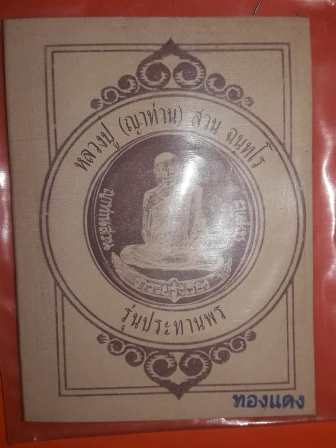 หลวงปู่ (ญาท่าน) สวน ฉนฺทโร
รุ่นประทานพร
ทองแดง